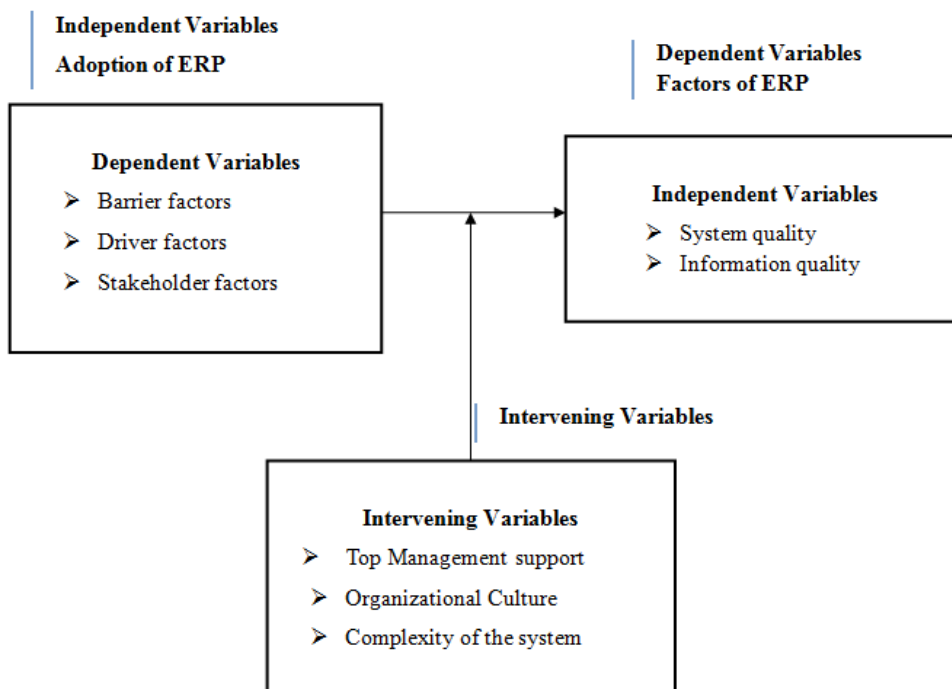 Independent Variables
Adoption of ERP
Dependent Variables
Factors of ERP
Dependent Variables
➢ Barrier factors
➢ Driver factors
➢ Stakeholder factors
Independent Variables
➢ System quality
➢ Information quality
Intervening Variables
Intervening Variables
➢ Top Management support
➢ Organizational Culture
➢ Complexity of the system